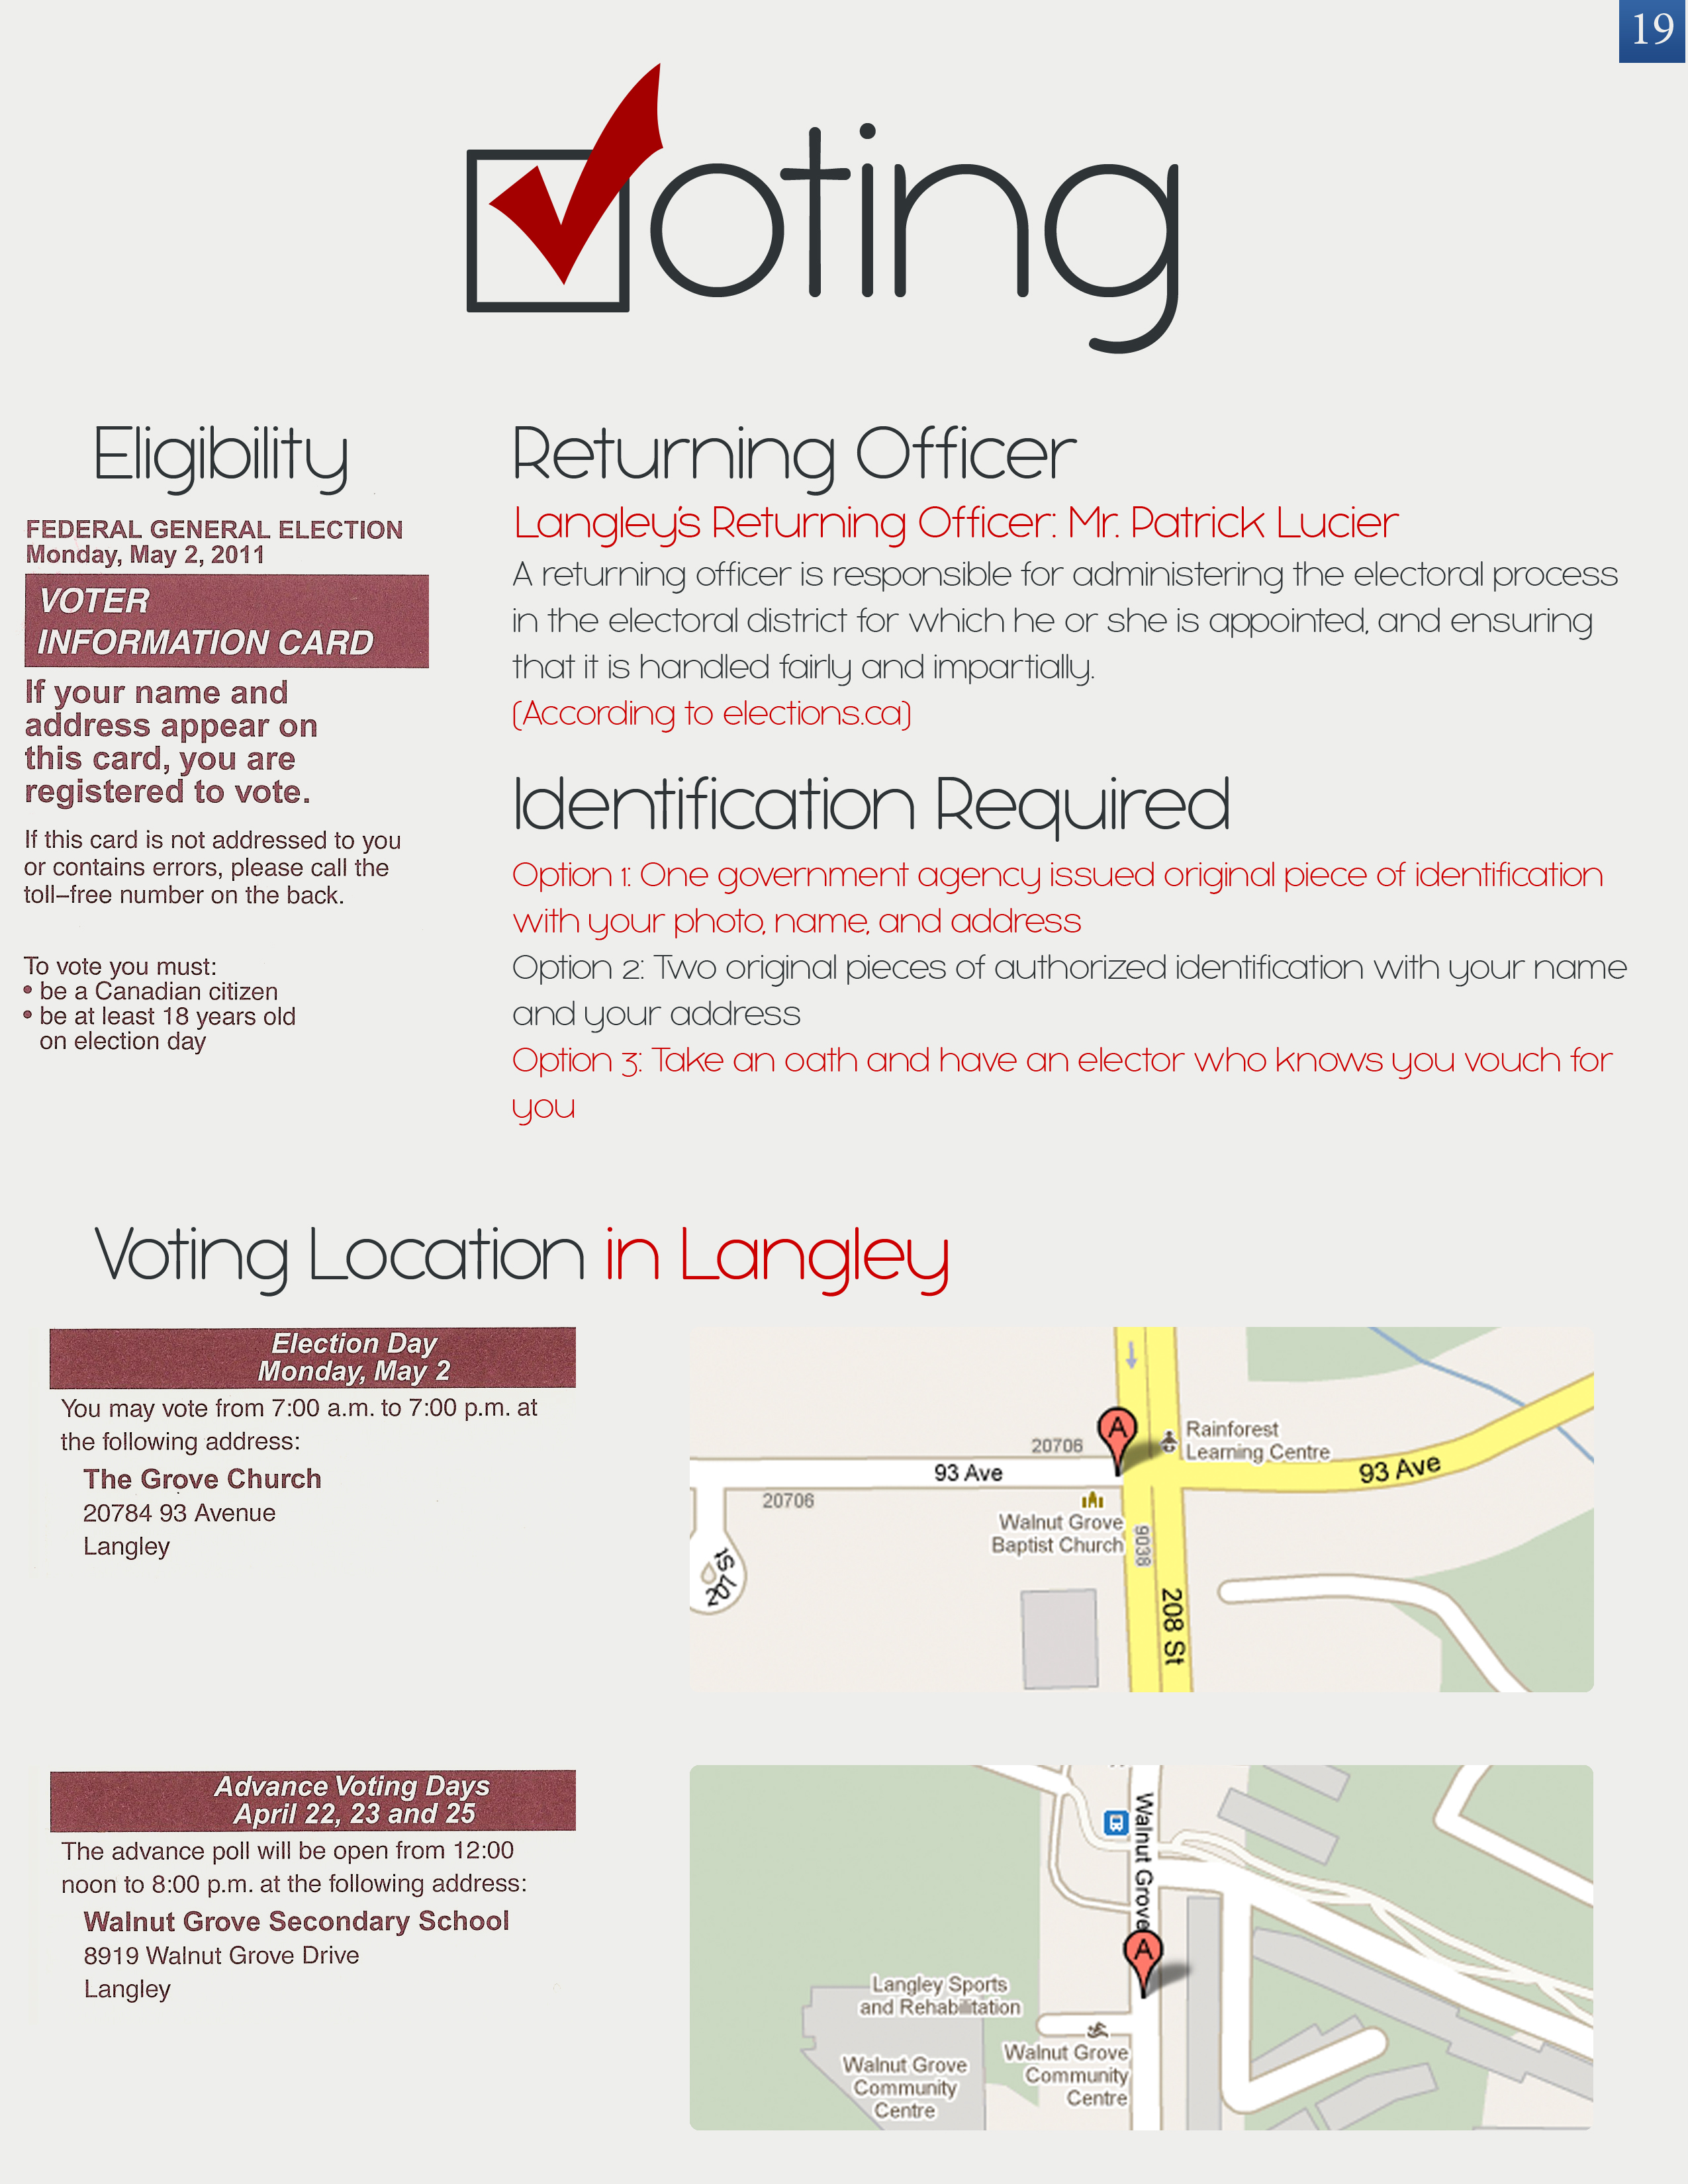 19
Voting
Eligibility
FEDERAL GENERAL ELECTION
Monday, May 2, 2011
VOTER
INFORMATION CARD
If your name and
address appear on
this card, you are
registered to vote.
If this card is not addressed to you
or contains errors, please call the
toll–free number on the back.
To vote you must:
• be a Canadian citizen
• be at least 18 years old
on election day
Returning Officer
Langley's Returning Officer: Mr. Patrick Lucier
A returning officer is responsible for administering the electoral process
in the electoral district for which he or she is appointed, and ensuring
that it is handled fairly and impartially.
(According to elections.ca)
Identification Required
Option 1: One government agency issued original piece of identification
with your photo, name, and address
Option 2: Two original pieces of authorized identification with your name
and your address
Option 3: Take an oath and have an elector who knows you vouch for
you
Voting Location in Langley
Election Day
Monday, May 2
You may vote from 7:00 a.m. to 7:00 p.m. at
the following address:
The Grove Church
20784 93 Avenue
Langley
A
Rainforest
Learning Centre
20706
93 Ave
93 Ave
20706
Walnut Grove
Baptist Church
9038
207 St
208 St
Advance Voting Days
April 22, 23 and 25
The advance poll will be open from 12:00
noon to 8:00 p.m. at the following address:
Walnut Grove Secondary School
8919 Walnut Grove Drive
Langley
Walnut Grove
A
Langley Sports
and Rehabilitation
Walnut Grove
Community
Centre
Walnut Grove
Community
Centre